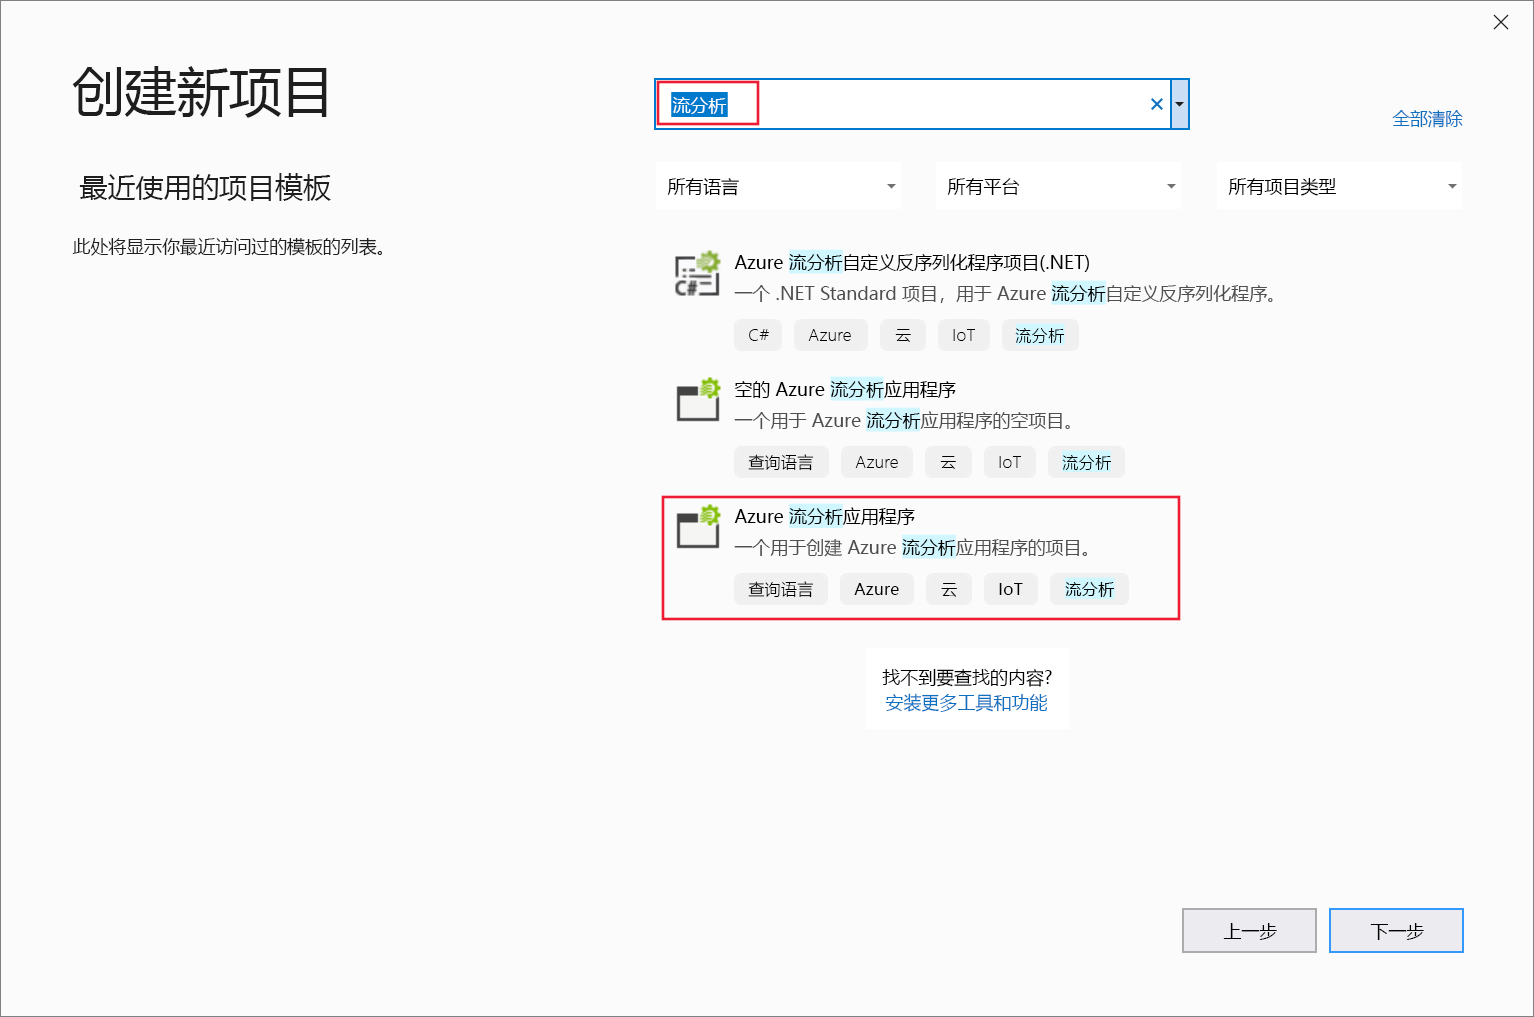 创建新项目
流分析
全部清除
最近使用的项目模板
此处将显示你最近访问过的模板的列表。
所有语言
所有平台
所有项目类型
Azure 流分析自定义反序列化程序项目(.NET)
一个 .NET Standard 项目，用于 Azure 流分析自定义反序列化程序。
C# Azure 云 IoT 流分析
空的 Azure 流分析应用程序
一个用于 Azure 流分析应用程序的空项目。
查询语言 Azure 云 IoT 流分析
Azure 流分析应用程序
一个用于创建 Azure 流分析应用程序的项目。
查询语言 Azure 云 IoT 流分析
找不到要查找的内容?
安装更多工具和功能
上一步
下一步